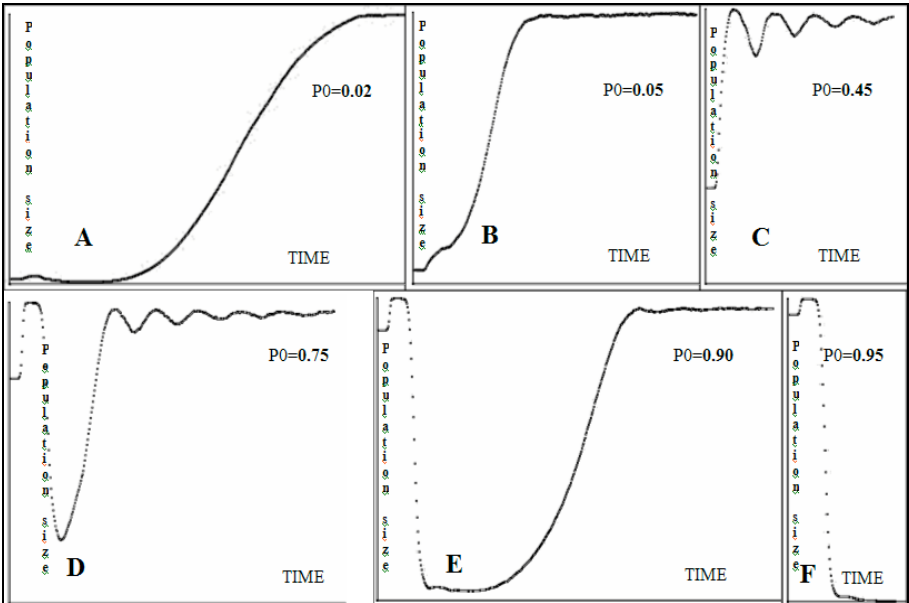 Population size
P0=0.02
A
TIME
Population size
P0=0.05
B
TIME
Population size
P0=0.45
C
TIME
Population size
P0=0.75
D
TIME
Population size
P0=0.90
E
TIME
Population size
P0=0.95
F
TIME